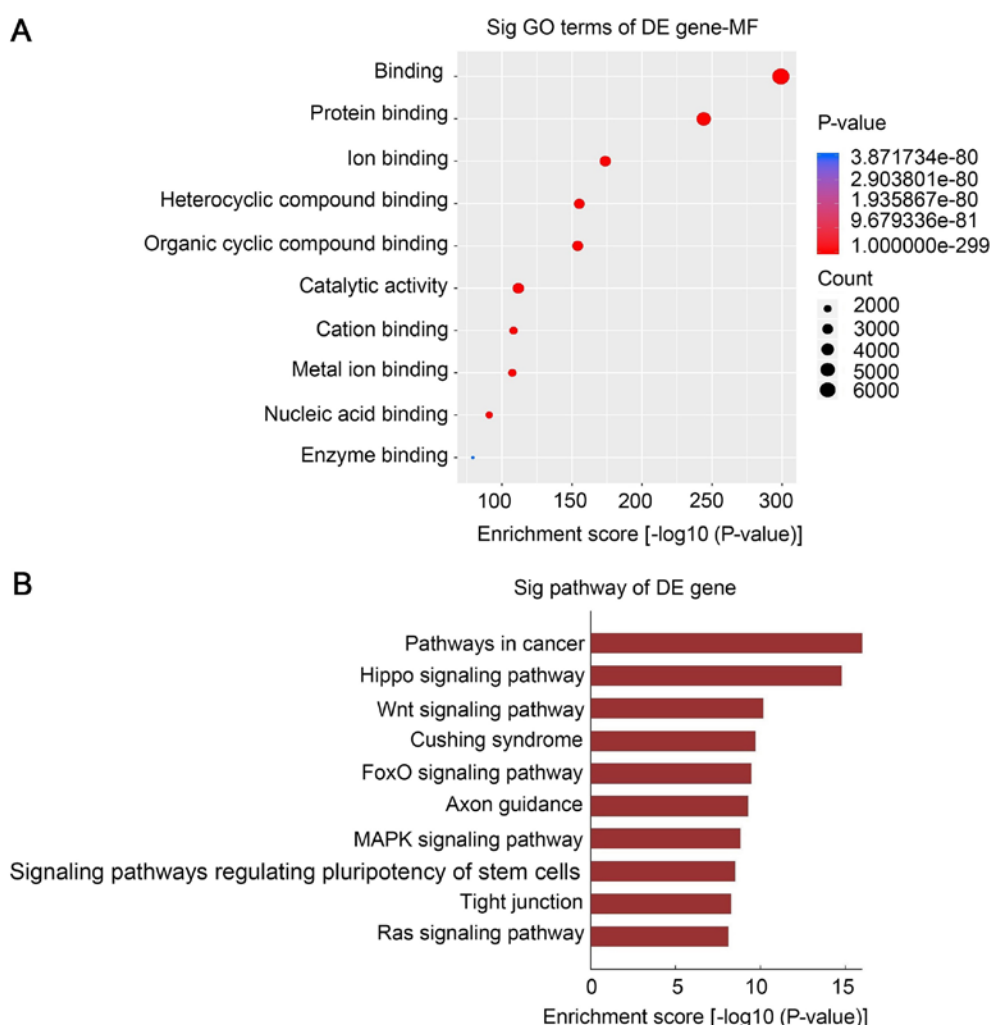 A
Sig GO terms of DE gene-MF
Binding
Protein binding
Ion binding
Heterocyclic compound binding
Organic cyclic compound binding
Catalytic activity
Cation binding
Metal ion binding
Nucleic acid binding
Enzyme binding
100 150 200 250 300
Enrichment score [-log10 (P-value)]
P-value
3.871734e-80
2.903801e-80
1.935867e-80
9.679336e-81
1.000000e-299
Count
2000
3000
4000
5000
6000
B
Sig pathway of DE gene
Pathways in cancer
Hippo signaling pathway
Wnt signaling pathway
Cushing syndrome
FoxO signaling pathway
Axon guidance
MAPK signaling pathway
Signaling pathways regulating pluripotency of stem cells
Tight junction
Ras signaling pathway
0 5 10 15
Enrichment score [-log10 (P-value)]